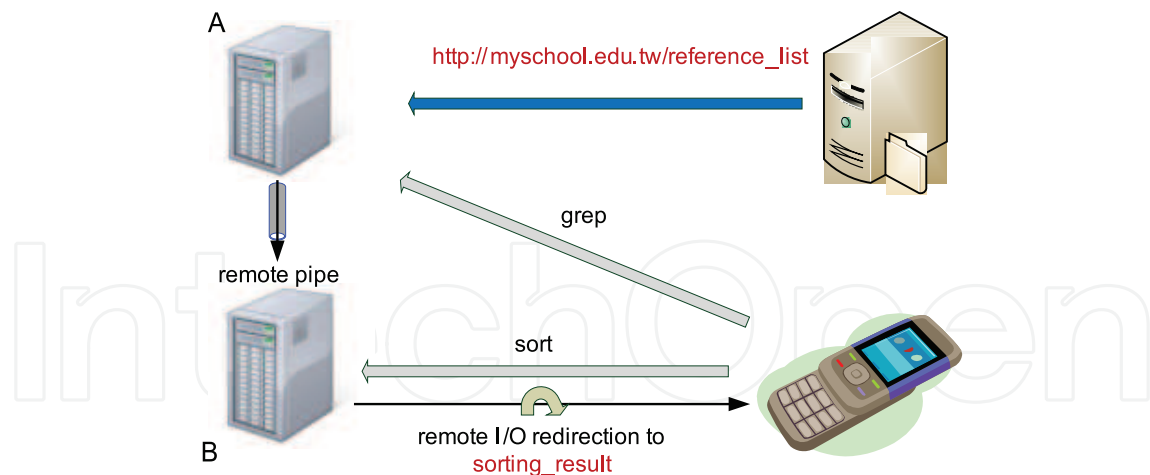 A
http://myschool.edu.tw/reference_list
grep
remote pipe
sort
remote I/O redirection to
sorting_result
B
IntechOpen